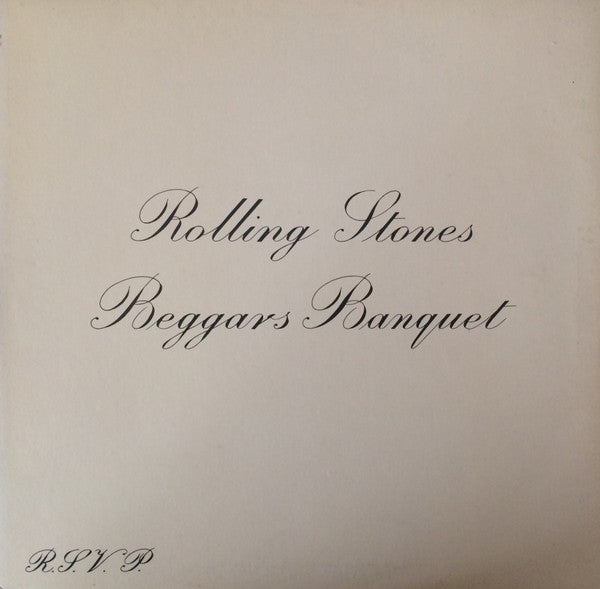 Rolling Stones
Beggars Banquet
R.S.V.P.